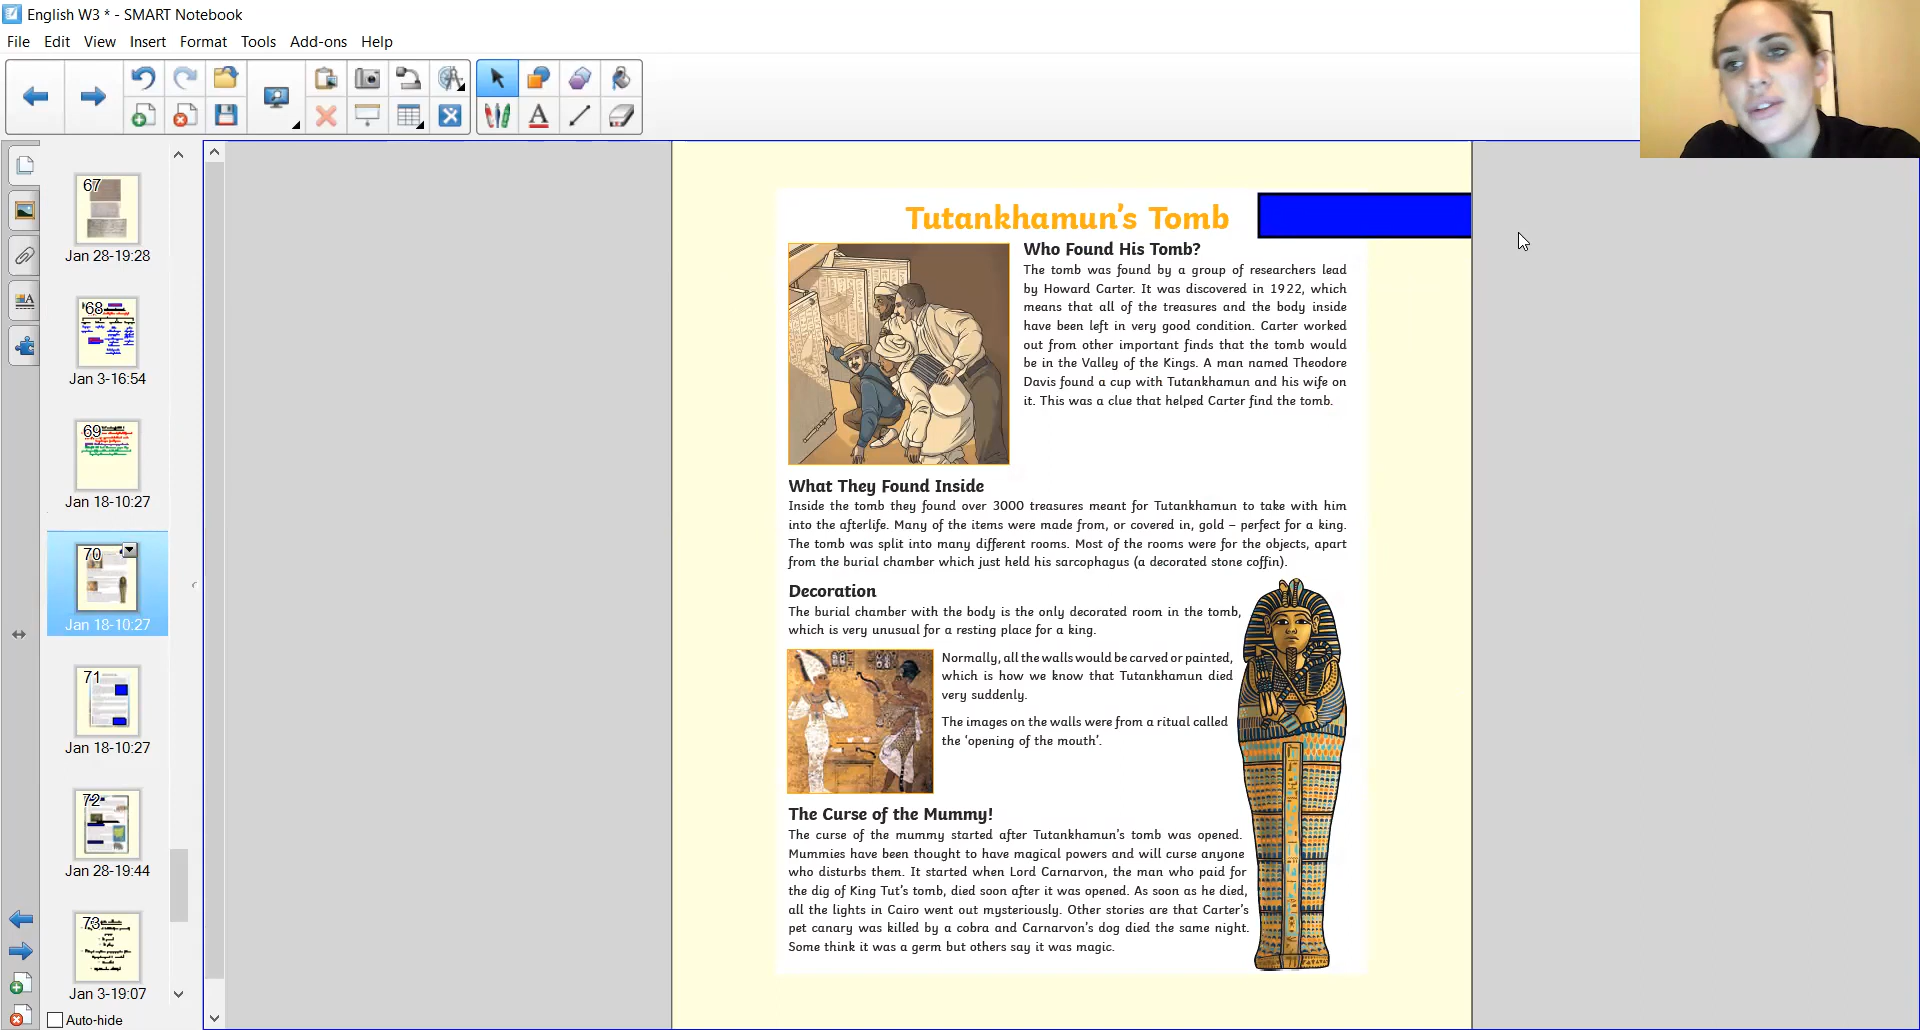 English W3 * - SMART Notebook
File Edit View Insert Format Tools Add-ons Help
67
Jan 28-19:28
68
Jan 3-16:54
69
Jan 18-10:27
70
Jan 18-10:27
71
Jan 18-10:27
72
Jan 28-19:44
73
Jan 3-19:07
Auto-hide
Tutankhamun's Tomb
Who Found His Tomb?
The tomb was found by a group of researchers lead
by Howard Carter. It was discovered in 1922, which
means that all of the treasures and the body inside
have been left in very good condition. Carter worked
out from other important finds that the tomb would
be in the Valley of the Kings. A man named Theodore
Davis found a cup with Tutankhamun and his wife on
it. This was a clue that helped Carter find the tomb.
What They Found Inside
Inside the tomb they found over 3000 treasures meant for Tutankhamun to take with him
into the afterlife. Many of the items were made from, or covered in, gold – perfect for a king.
The tomb was split into many different rooms. Most of the rooms were for the objects, apart
from the burial chamber which just held his sarcophagus (a decorated stone coffin).
Decoration
The burial chamber with the body is the only decorated room in the tomb,
which is very unusual for a resting place for a king.
Normally, all the walls would be carved or painted,
which is how we know that Tutankhamun died
very suddenly.
The images on the walls were from a ritual called
the 'opening of the mouth'.
The Curse of the Mummy!
The curse of the mummy started after Tutankhamun's tomb was opened.
Mummies have been thought to have magical powers and will curse anyone
who disturbs them. It started when Lord Carnarvon, the man who paid for
the dig of King Tut's tomb, died soon after it was opened. As soon as he died,
all the lights in Cairo went out mysteriously. Other stories are that Carter's
pet canary was killed by a cobra and Carnarvon's dog died the same night.
Some think it was a germ but others say it was magic.